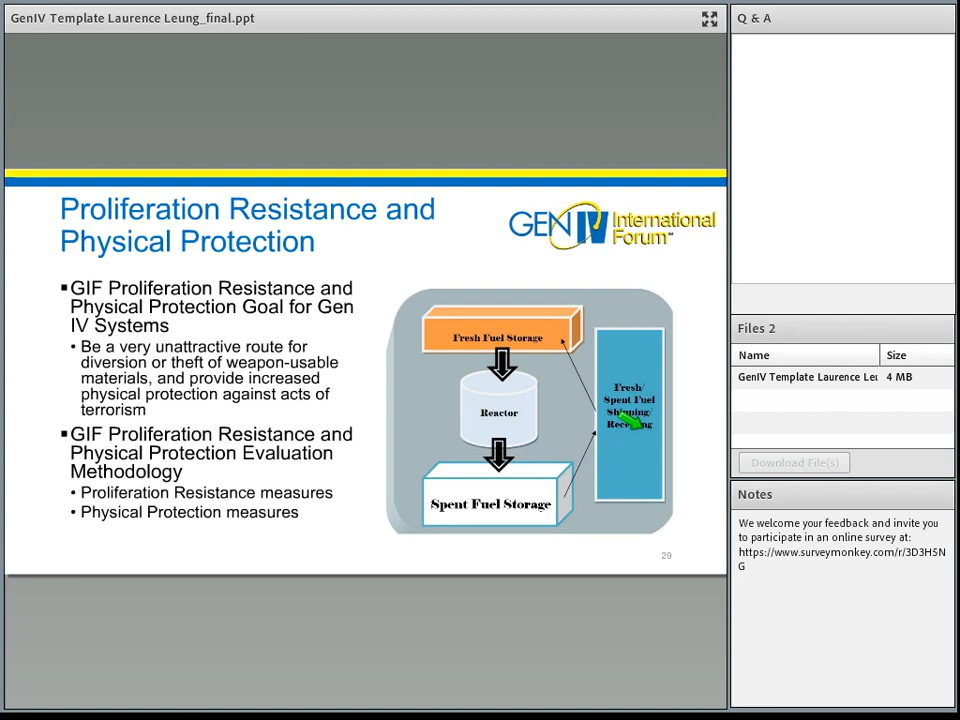 GenIV Template Laurence Leung_final.ppt
Proliferation Resistance and
Physical Protection
GEN IV International
Forum™
▪GIF Proliferation Resistance and
Physical Protection Goal for Gen
IV Systems
• Be a very unattractive route for
diversion or theft of weapon-usable
materials, and provide increased
physical protection against acts of
terrorism
▪GIF Proliferation Resistance and
Physical Protection Evaluation
Methodology
• Proliferation Resistance measures
• Physical Protection measures
Fresh Fuel Storage
Reactor
Spent Fuel Storage
Fresh/
Spent Fuel
Shipping/
29
Q & A
Files 2
Name Size
GenIV Template Laurence Leu 4 MB
Download File(s)
Notes
We welcome your feedback and invite you
to participate in an online survey at:
https://www.surveymonkey.com/r/3D3H5N
G